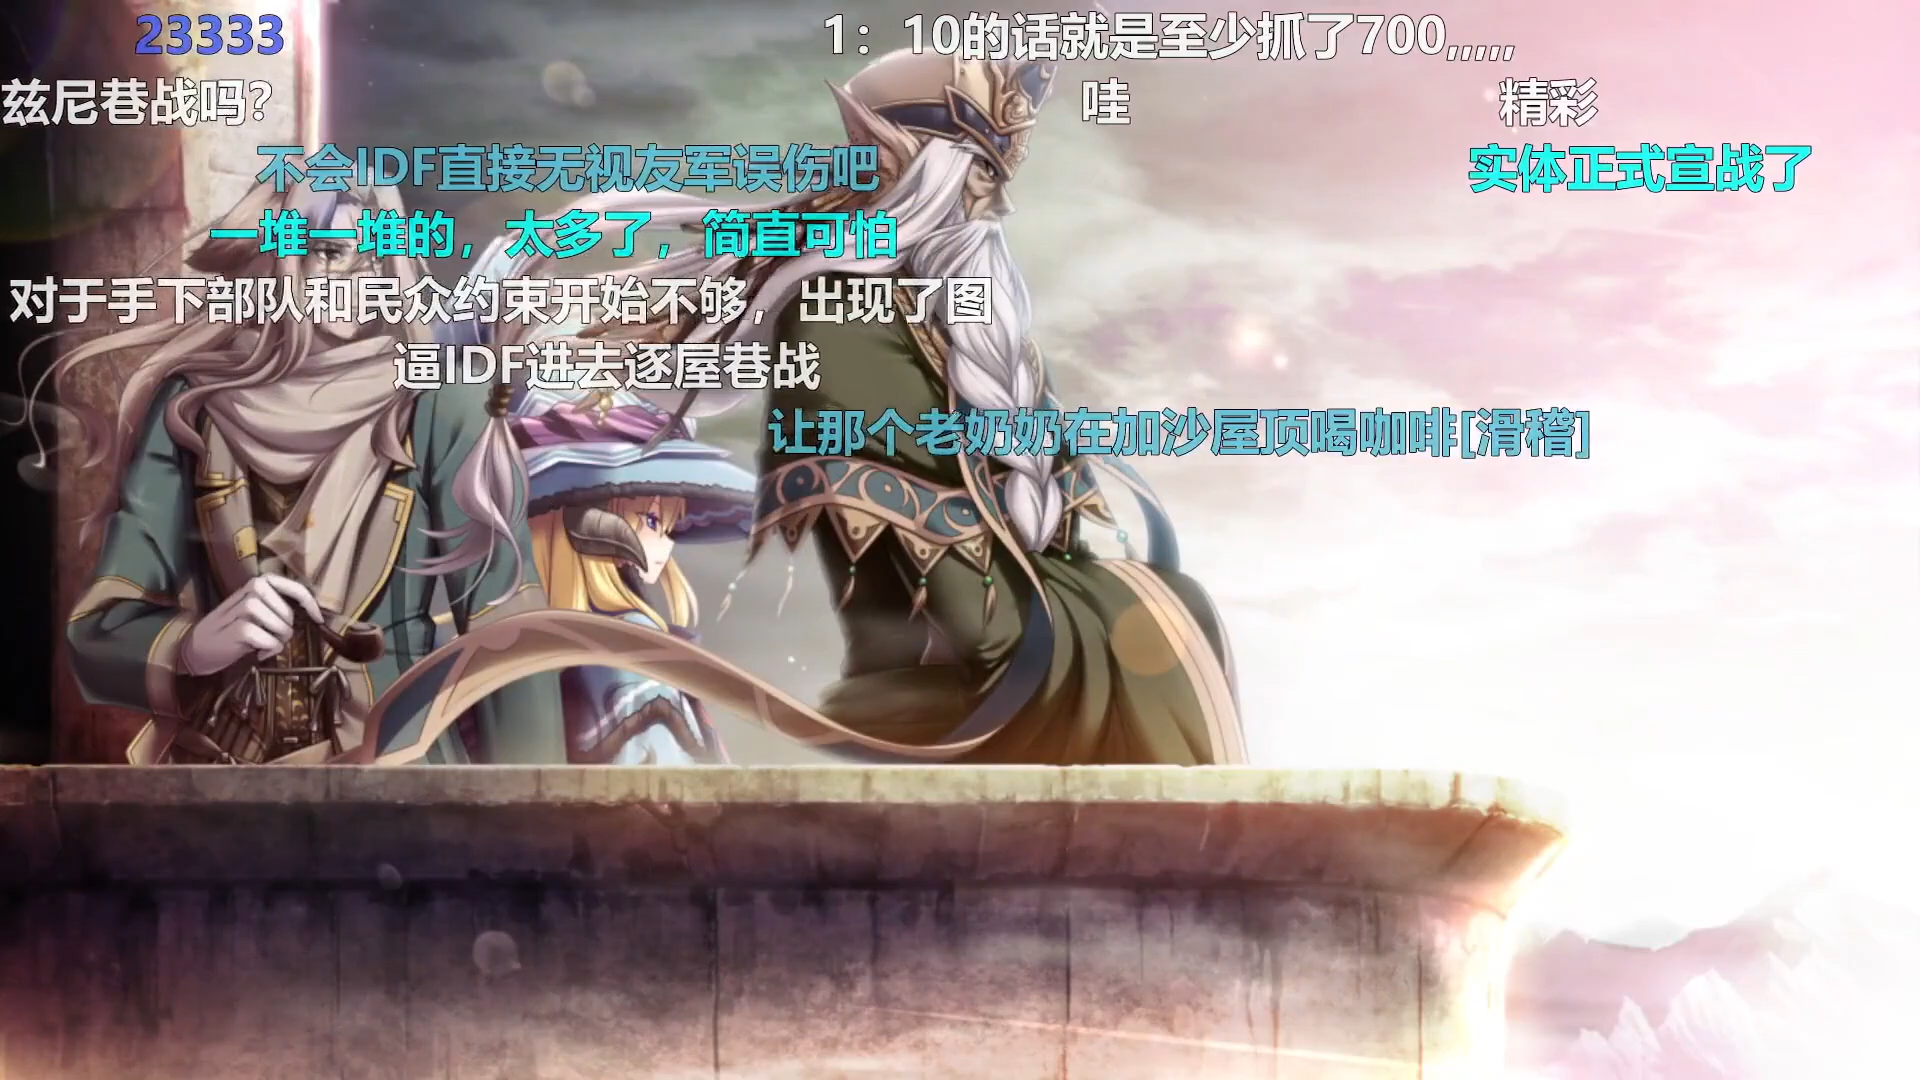 23333
1：10的话就是至少抓了700,,,,,
兹尼巷战吗？
哇
精彩
不会IDF直接无视友军误伤吧
实体正式宣战了
一堆一堆的，太多了，简直可怕
对于手下部队和民众约束开始不够，出现了图
逼IDF进去逐屋巷战
让那个老奶奶在加沙屋顶喝咖啡[滑稽]